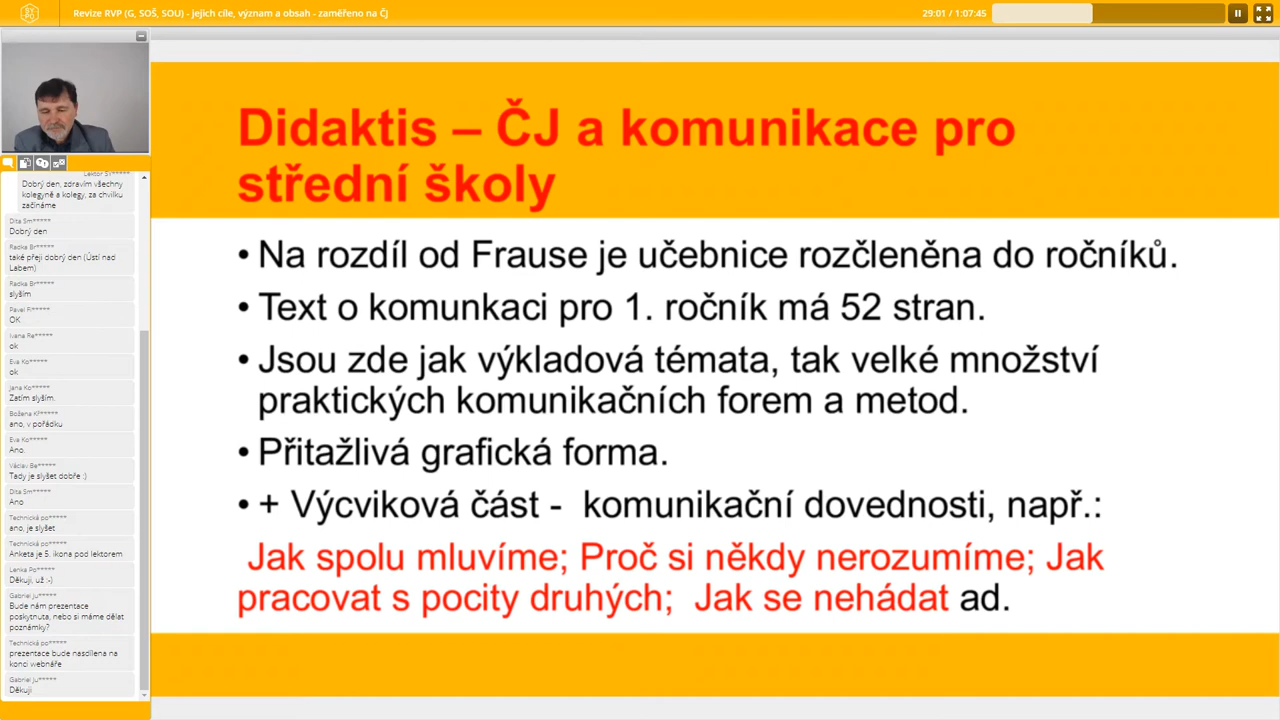 Revize RVP (G, SOŠ, SOU) - jejich cíle, význam a obsah - zaměřeno na Čj
29:01 / 1:07:45
Didaktis – ČJ a komunikace pro
střední školy
• Na rozdíl od Frause je učebnice rozčleněna do ročníků.
• Text o komunkaci pro 1. ročník má 52 stran.
• Jsou zde jak výkladová témata, tak velké množství
praktických komunikačních forem a metod.
• Přitažlivá grafická forma.
• + Výcviková část - komunikační dovednosti, např.:
Jak spolu mluvíme; Proč si někdy nerozumíme; Jak
pracovat s pocity druhých; Jak se nehádat ad.
Lektor SY*****
Dobrý den, zdravím všechny
kolegyně a kolegy, za chvilku
začínáme
Dita Sm*****
Dobrý den
Radka Br*****
také přeji dobrý den (Ústí nad
Labem)
Radka Br*****
slyším
Pavel Fi*****
OK
Ivana Re*****
ok
Eva Ko*****
ok
Jana Ko*****
Zatím slyším.
Božena Kř*****
ano, v pořádku
Eva Ko*****
Ano.
Václav Be*****
Tady je slyšet dobře :)
Dita Sm*****
Ano
Technická po*****
ano, je slyšet
Technická po*****
Anketa je 5. ikona pod lektorem
Lenka Po*****
Děkuji, už :-)
Gabriel Ju*****
Bude nám prezentace
poskytnuta, nebo si máme dělat
poznámky?
Technická po*****
prezentace bude nasdílena na
konci webnáře
Gabriel Ju*****
Děkuji